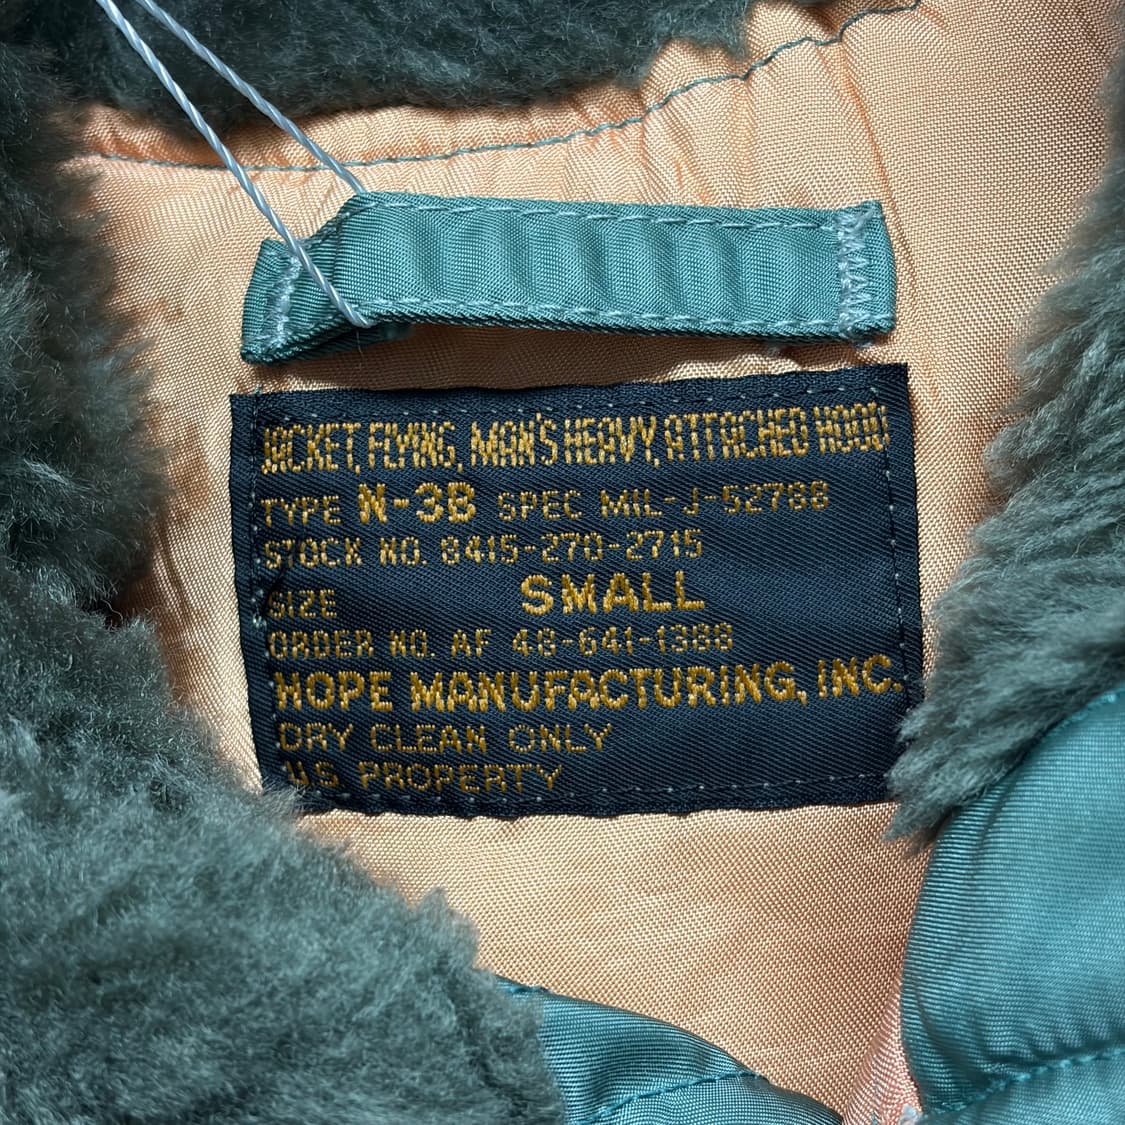 JACKET, FLYING, MAN'S HEAVY, ATTACHED HOOD
TYPE N-3B SPEC MIL-J-52788
STOCK NO. 8415-270-2715
SIZE SMALL
ORDER NO. AF 48-641-1388
HOPE MANUFACTURING, INC.
DRY CLEAN ONLY
U.S PROPERTY